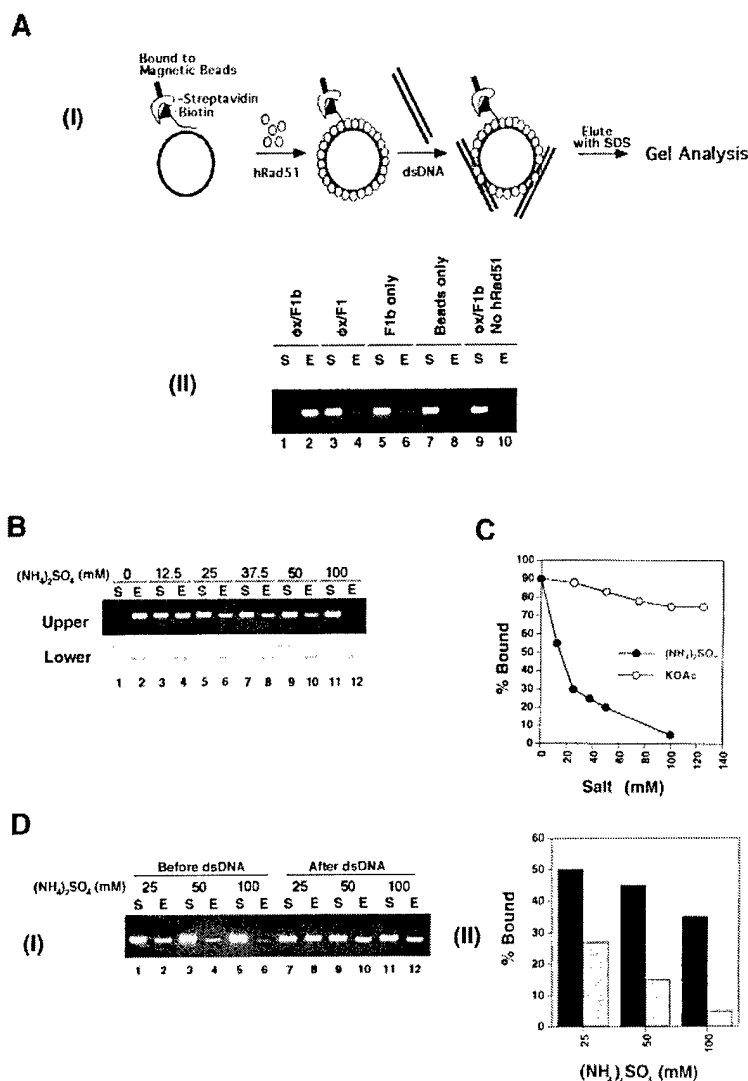 A
Bound to
Magnetic Beads
Streptavidin
Biotin
(I)
hRad51
dsDNA
Elute
with SDS
Gel Analysis
øx/F1b
øx/F1
F1b only
Beads only
øx/F1b
No hRad51
S E S E S E S E S E
(II)
1 2 3 4 5 6 7 8 9 10
B
(NH4)2SO4 (mM) 0 12.5 25 37.5 50 100
S E S E S E S E S E S E
Upper
Lower
1 2 3 4 5 6 7 8 9 10 11 12
C
% Bound
100
90
80
70
60
50
40
30
20
10
0
(NH4)2SO4
KOAc
0 20 40 60 80 100 120 140
Salt (mM)
D
Before dsDNA After dsDNA
(NH4)2SO4 (mM) 25 50 100 25 50 100
S E S E S E S E S E S E
(I)
1 2 3 4 5 6 7 8 9 10 11 12
(II)
% Bound
60
50
40
30
20
10
0
25 50 100
(NH4)2SO4 (mM)